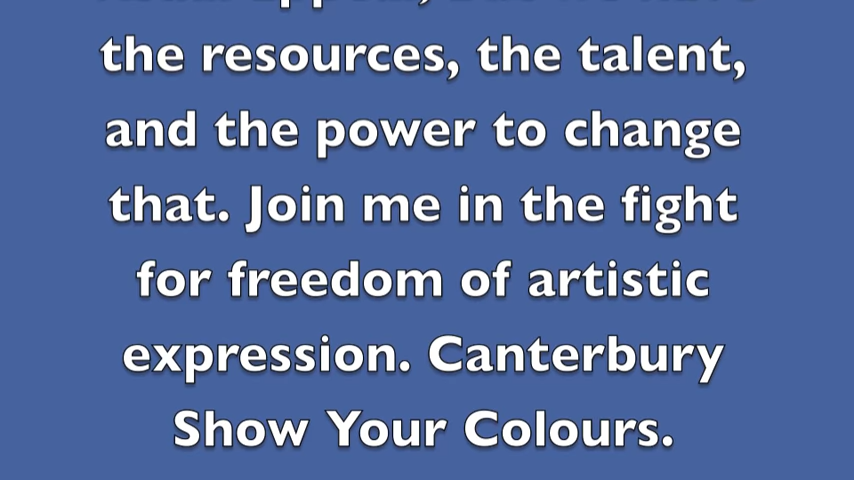 the resources, the talent,
and the power to change
that. Join me in the fight
for freedom of artistic
expression. Canterbury
Show Your Colours.